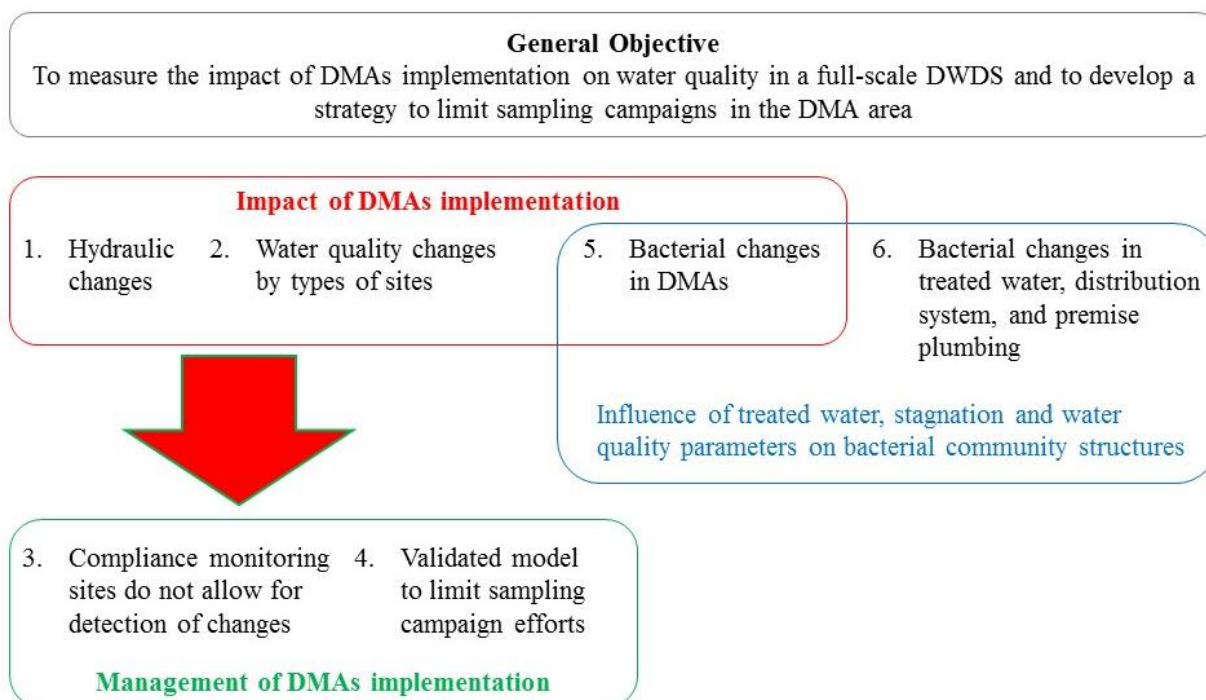 General Objective
To measure the impact of DMAs implementation on water quality in a full-scale DWDS and to develop a
strategy to limit sampling campaigns in the DMA area
Impact of DMAs implementation
1. Hydraulic
changes
2. Water quality changes
by types of sites
5. Bacterial changes
in DMAs
6. Bacterial changes in
treated water, distribution
system, and premise
plumbing
Influence of treated water, stagnation and water
quality parameters on bacterial community structures
3. Compliance monitoring
sites do not allow for
detection of changes
4. Validated model
to limit sampling
campaign efforts
Management of DMAs implementation